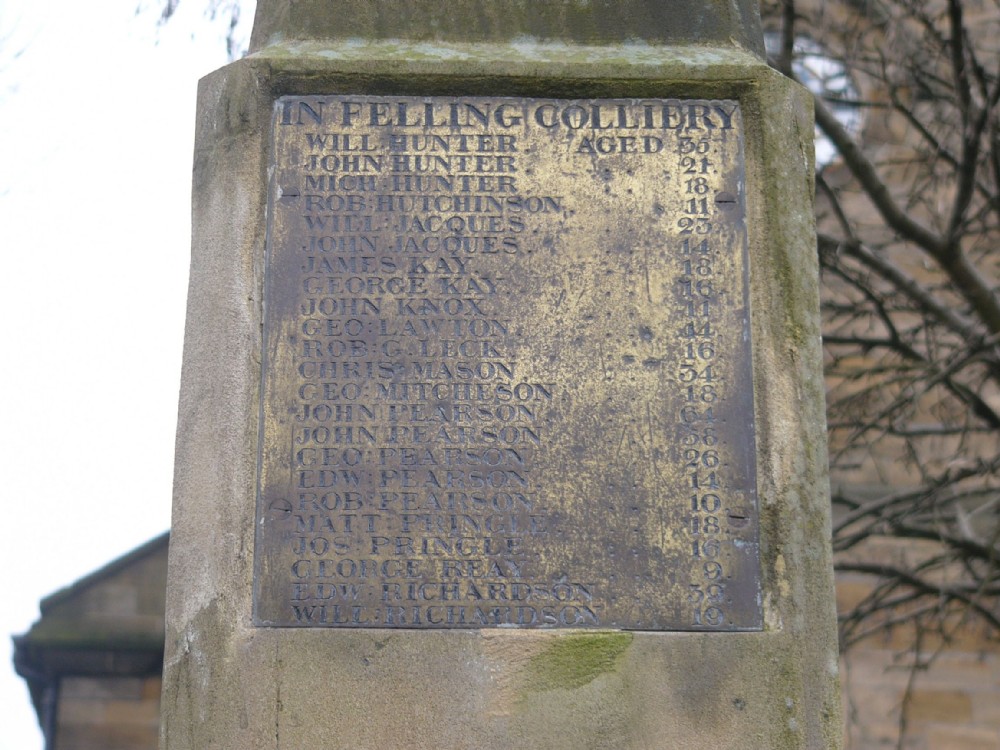 IN FELLING COLLIERY
WILL: HUNTER . AGED 35.
JOHN HUNTER . . 21.
MICH: HUNTER . . 18.
ROB: HUTCHINSON . . 11.
WILL: JACQUES . . 23.
JOHN JACQUES . . 14.
JAMES KAY . . 18.
GEORGE KAY . . 16.
JOHN KNOX . . 11.
GEO: LAWTON . . 14.
ROB: G. LECK . . 16.
CHRIS: MASON . . 34.
GEO: MITCHESON . . 18.
JOHN PEARSON . . 64.
JOHN PEARSON . . 36.
GEO: PEARSON . . 26.
EDW: PEARSON . . 14.
ROB: PEARSON . . 10.
MATT: PRINGLE . . 18.
JOS: PRINGLE . . 16.
GEORGE REAY . . 9.
EDW: RICHARDSON . . 39.
WILL: RICHARDSON . . 19.